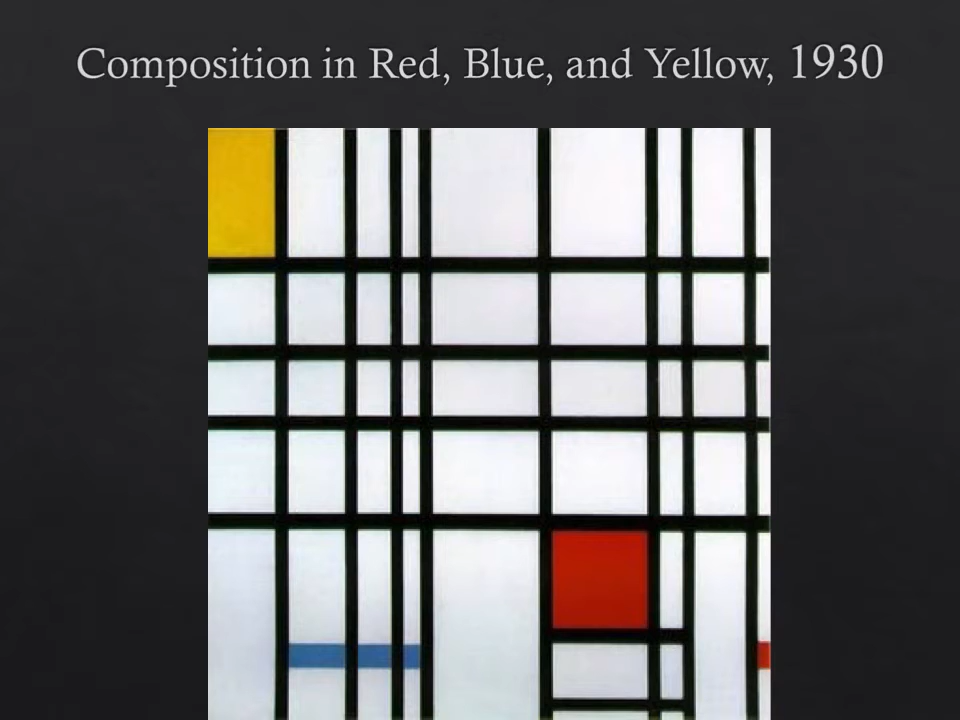 Composition in Red, Blue, and Yellow, 1930